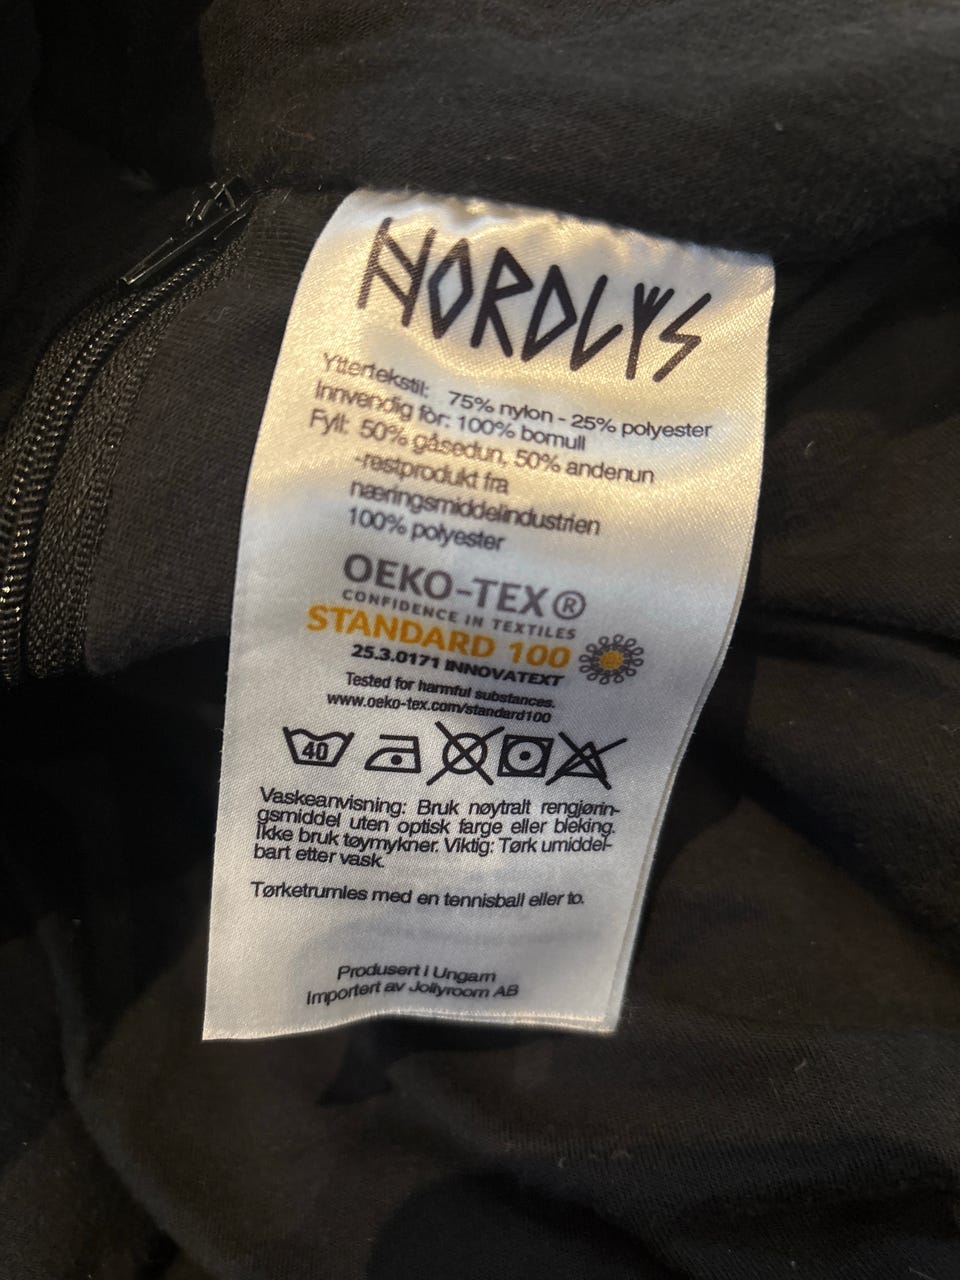 NORDLYS
Yttertekstil: 75% nylon - 25% polyester
Innvendig fôr: 100% bomull
Fyll: 50% gåsedun, 50% andenun
-restprodukt fra
næringsmiddelindustrien
100% polyester
OEKO-TEX®
CONFIDENCE IN TEXTILES
STANDARD 100
25.3.0171 INNOVATEXT
Tested for harmful substances.
www.oeko-tex.com/standard100
40
Vaskeanvisning: Bruk nøytralt rengjørin-
gsmiddel uten optisk farge eller bleking.
Ikke bruk tøymykner. Viktig: Tørk umiddel-
bart etter vask.
Tørketrumles med en tennisball eller to.
Produsert i Ungarn
Importert av Jollyroom AB